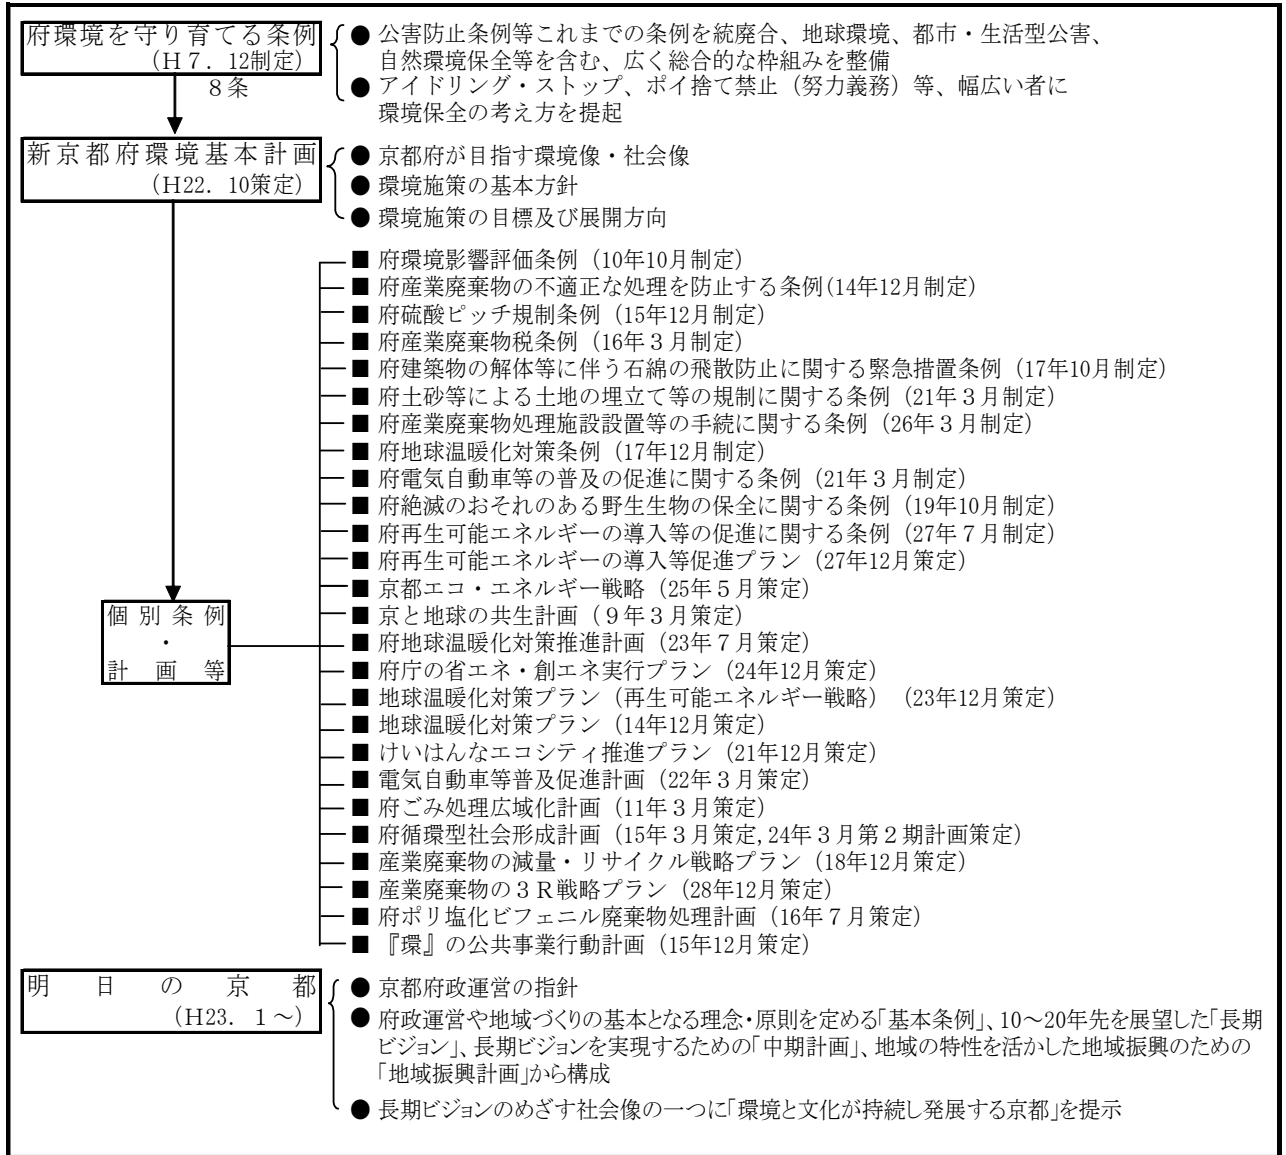 府環境を守り育てる条例
(H７．12制定)
８条
● 公害防止条例等これまでの条例を統廃合、地球環境、都市・生活型公害、
自然環境保全等を含む、広く総合的な枠組みを整備
● アイドリング・ストップ、ポイ捨て禁止（努力義務）等、幅広い者に
環境保全の考え方を提起
新京都府環境基本計画
(H22．10策定)
● 京都府が目指す環境像・社会像
● 環境施策の基本方針
● 環境施策の目標及び展開方向
■ 府環境影響評価条例（10年10月制定）
■ 府産業廃棄物の不適正な処理を防止する条例(14年12月制定）
■ 府硫酸ピッチ規制条例（15年12月制定）
■ 府産業廃棄物税条例（16年３月制定）
■ 府建築物の解体等に伴う石綿の飛散防止に関する緊急措置条例（17年10月制定）
■ 府土砂等による土地の埋立て等の規制に関する条例（21年３月制定）
■ 府産業廃棄物処理施設設置等の手続に関する条例（26年３月制定）
■ 府地球温暖化対策条例（17年12月制定）
■ 府電気自動車等の普及の促進に関する条例（21年３月制定）
■ 府絶滅のおそれのある野生生物の保全に関する条例（19年10月制定）
■ 府再生可能エネルギーの導入等の促進に関する条例（27年７月制定）
■ 府再生可能エネルギーの導入等促進プラン（27年12月策定）
■ 京都エコ・エネルギー戦略（25年５月策定）
■ 京と地球の共生計画（９年３月策定）
■ 府地球温暖化対策推進計画（23年７月策定）
■ 府庁の省エネ・創エネ実行プラン（24年12月策定）
■ 地球温暖化対策プラン（再生可能エネルギー戦略）（23年12月策定）
■ 地球温暖化対策プラン（14年12月策定）
■ けいはんなエコシティ推進プラン（21年12月策定）
■ 電気自動車等普及促進計画（22年３月策定）
■ 府ごみ処理広域化計画（11年３月策定）
■ 府循環型社会形成計画（15年３月策定,24年３月第２期計画策定）
■ 産業廃棄物の減量・リサイクル戦略プラン（18年12月策定）
■ 産業廃棄物の３Ｒ戦略プラン（28年12月策定）
■ 府ポリ塩化ビフェニル廃棄物処理計画（16年７月策定）
■ 『環』の公共事業行動計画（15年12月策定）
個別条例
・
計画等
明日の京都
(H23．１～)
● 京都府政運営の指針
● 府政運営や地域づくりの基本となる理念・原則を定める「基本条例」、10～20年先を展望した「長期
ビジョン」、長期ビジョンを実現するための「中期計画」、地域の特性を活かした地域振興のための
「地域振興計画」から構成
● 長期ビジョンのめざす社会像の一つに「環境と文化が持続し発展する京都」を提示